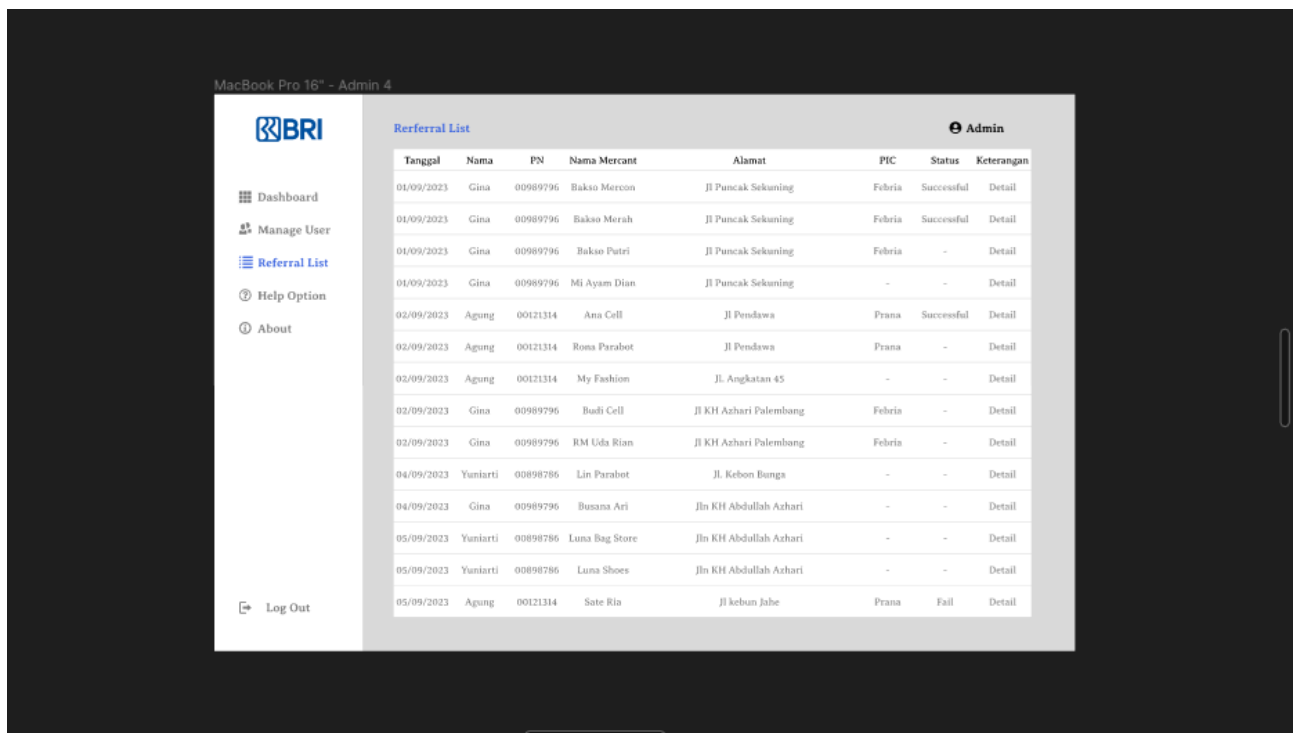 MacBook Pro 16" - Admin 4
BRI
Dashboard
Manage User
Referral List
Help Option
About
Log Out
Rerferral List
Admin
Tanggal Nama PN Nama Mercant Alamat PIC Status Keterangan
01/09/2023 Gina 00989796 Bakso Mercon Jl Puncak Sekuning Febria Successful Detail
01/09/2023 Gina 00989796 Bakso Merah Jl Puncak Sekuning Febria Successful Detail
01/09/2023 Gina 00989796 Bakso Putri Jl Puncak Sekuning Febria - Detail
01/09/2023 Gina 00989796 Mi Ayam Dian Jl Puncak Sekuning - - Detail
02/09/2023 Agung 00121314 Ana Cell Jl Pendawa Prana Successful Detail
02/09/2023 Agung 00121314 Rona Parabot Jl Pendawa Prana - Detail
02/09/2023 Agung 00121314 My Fashion JL Angkatan 45 - - Detail
02/09/2023 Gina 00989796 Budi Cell Jl KH Azhari Palembang Febria - Detail
02/09/2023 Gina 00989796 RM Uda Rian Jl KH Azhari Palembang Febria - Detail
04/09/2023 Yuniarti 00898786 Lin Parabot Jl. Kebon Bunga - - Detail
04/09/2023 Gina 00989796 Busana Ari Jln KH Abdullah Azhari - - Detail
05/09/2023 Yuniarti 00898786 Luna Bag Store Jln KH Abdullah Azhari - - Detail
05/09/2023 Yuniarti 00898786 Luna Shoes Jln KH Abdullah Azhari - - Detail
05/09/2023 Agung 00121314 Sate Ria Jl kebun Jahe Prana Fail Detail